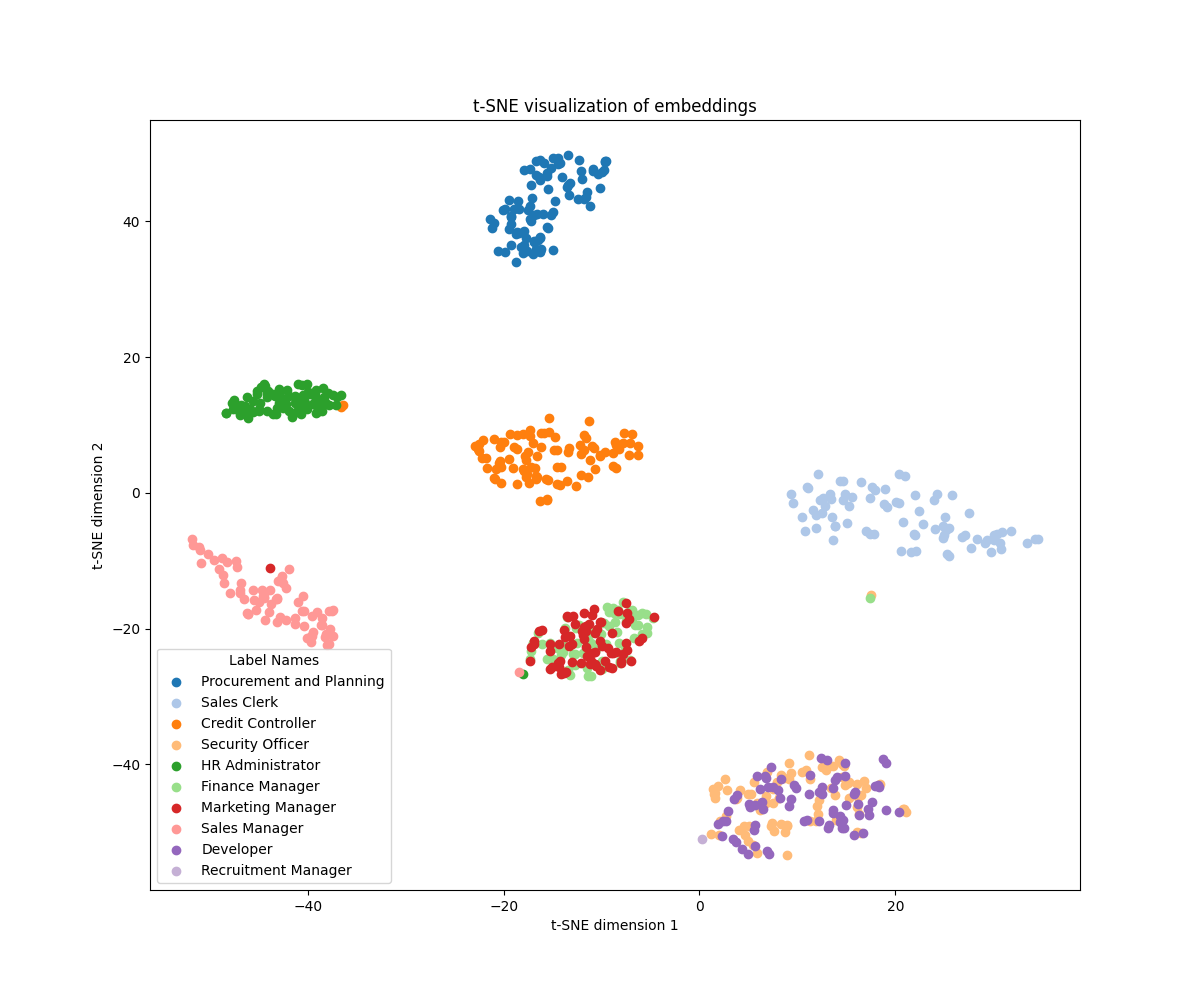 t-SNE visualization of embeddings
t-SNE dimension 2
40
20
0
−20
−40
Label Names
Procurement and Planning
Sales Clerk
Credit Controller
Security Officer
HR Administrator
Finance Manager
Marketing Manager
Sales Manager
Developer
Recruitment Manager
−40
−20
0
20
t-SNE dimension 1